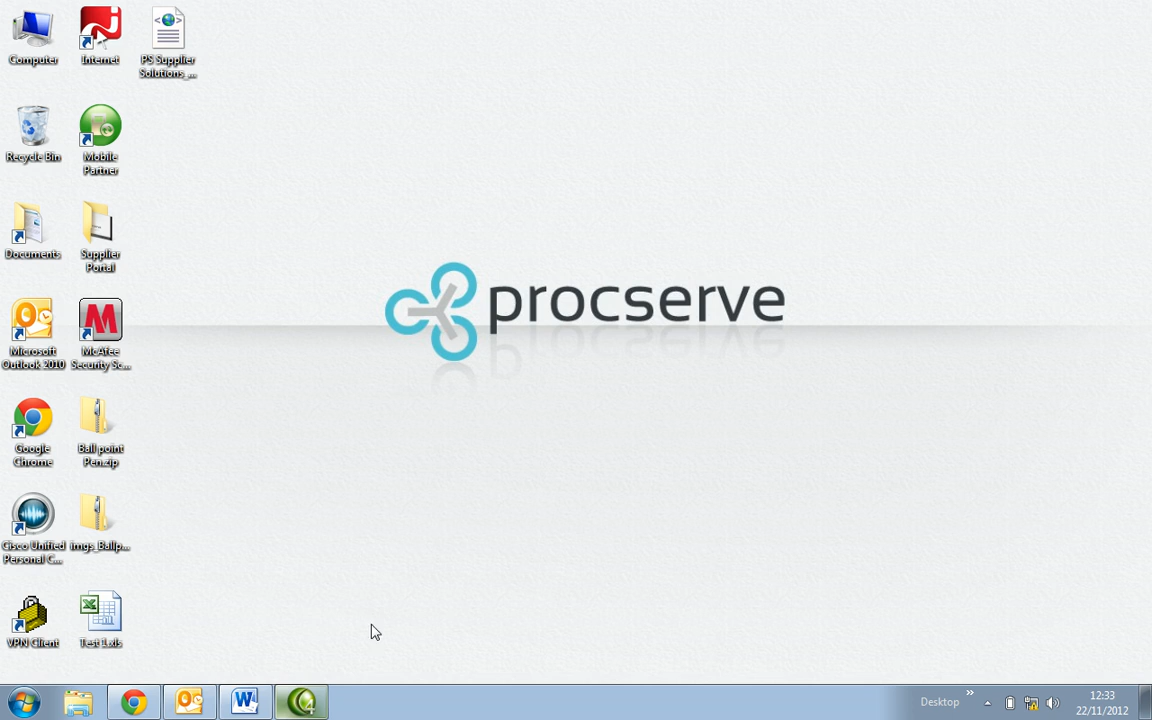 Computer
Internet
PS Supplier
Solutions_...
Recycle Bin
Mobile
Partner
Documents
Supplier
Portal
Microsoft
Outlook 2010
McAfee
Security Sc...
Google
Chrome
Ball point
Pen.zip
Cisco Unified
Personal C...
imgs_Ballp...
VPN Client
Test 1.xls
procserve
Desktop
12:33
22/11/2012